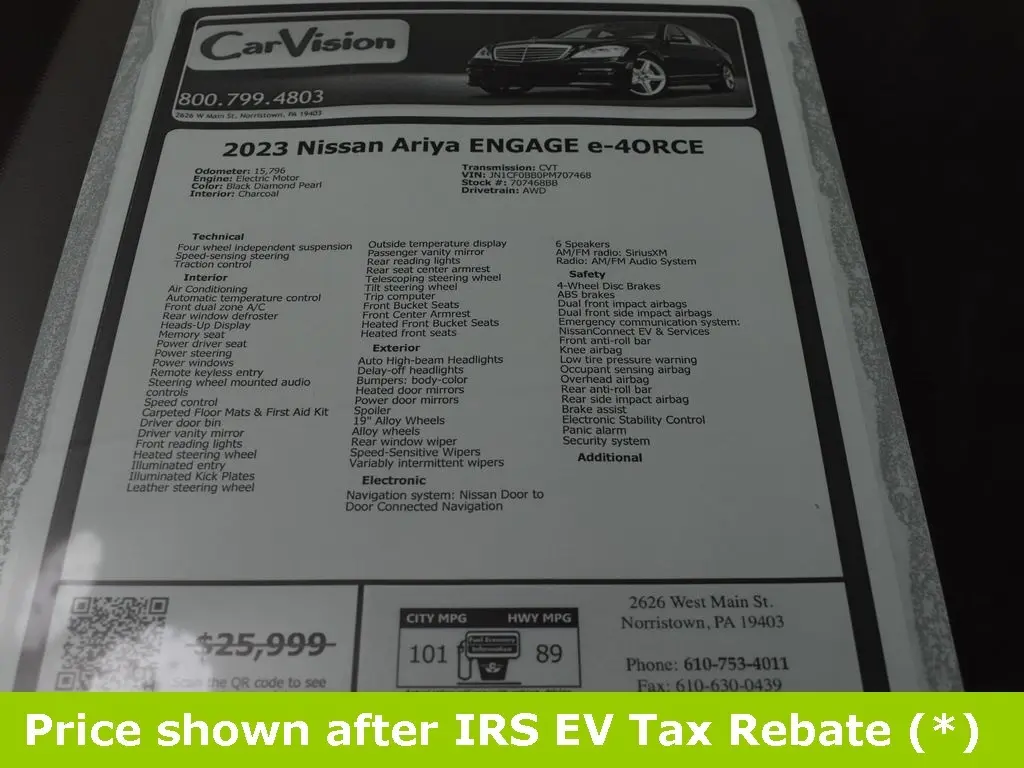 CarVision
800.799.4803
2626 W Main St, Norristown, PA 19403
2023 Nissan Ariya ENGAGE e-4ORCE
Odometer: 15,796
Engine: Electric Motor
Color: Black Diamond Pearl
Interior: Charcoal
Transmission: CVT
VIN: JN1CF0BB0PM707468
Stock #: 707468BB
Drivetrain: AWD
Technical
Four wheel independent suspension
Speed-sensing steering
Traction control
Interior
Air Conditioning
Automatic temperature control
Front dual zone A/C
Rear window defroster
Heads-Up Display
Memory seat
Power driver seat
Power steering
Power windows
Remote keyless entry
Steering wheel mounted audio
controls
Speed control
Carpeted Floor Mats & First Aid Kit
Driver door bin
Driver vanity mirror
Front reading lights
Heated steering wheel
Illuminated entry
Illuminated Kick Plates
Leather steering wheel
Outside temperature display
Passenger vanity mirror
Rear reading lights
Rear seat center armrest
Telescoping steering wheel
Tilt steering wheel
Trip computer
Front Bucket Seats
Front Center Armrest
Heated Front Bucket Seats
Heated front seats
Exterior
Auto High-beam Headlights
Delay-off headlights
Bumpers: body-color
Heated door mirrors
Power door mirrors
Spoiler
19" Alloy Wheels
Alloy wheels
Rear window wiper
Speed-Sensitive Wipers
Variably intermittent wipers
Electronic
Navigation system: Nissan Door to
Door Connected Navigation
6 Speakers
AM/FM radio: SiriusXM
Radio: AM/FM Audio System
Safety
4-Wheel Disc Brakes
ABS brakes
Dual front impact airbags
Dual front side impact airbags
Emergency communication system:
NissanConnect EV & Services
Front anti-roll bar
Knee airbag
Low tire pressure warning
Occupant sensing airbag
Overhead airbag
Rear anti-roll bar
Rear side impact airbag
Brake assist
Electronic Stability Control
Panic alarm
Security system
Additional
$25,999
Scan the QR code to see
CITY MPG HWY MPG
101 Fuel Economy Information 89
2626 West Main St.
Norristown, PA 19403
Phone: 610-753-4011
Fax: 610-630-0439
Price shown after IRS EV Tax Rebate (*)